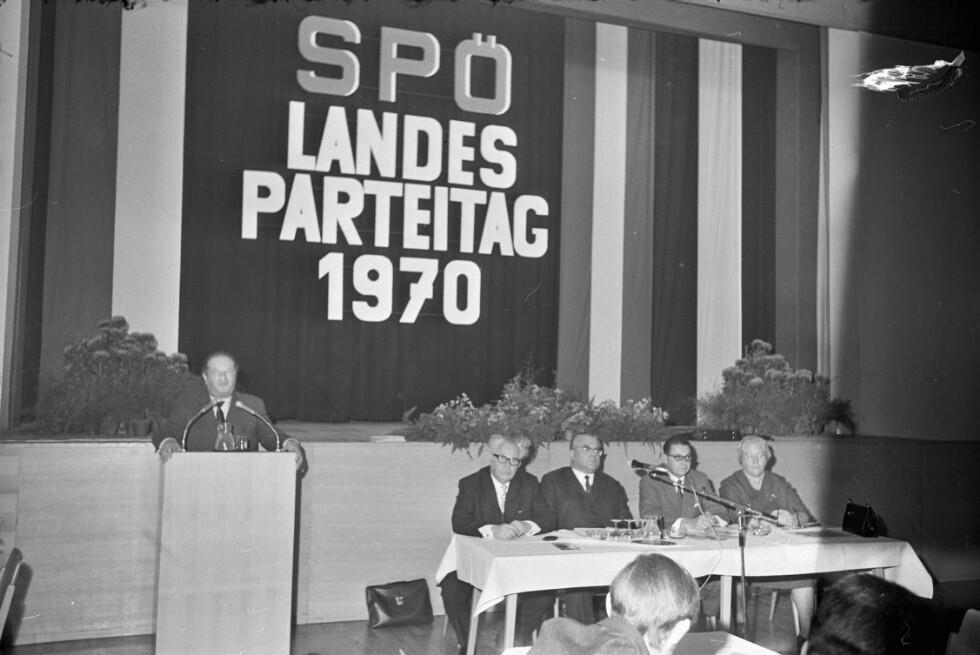 SPÖ
LANDES
PARTEITAG
1970